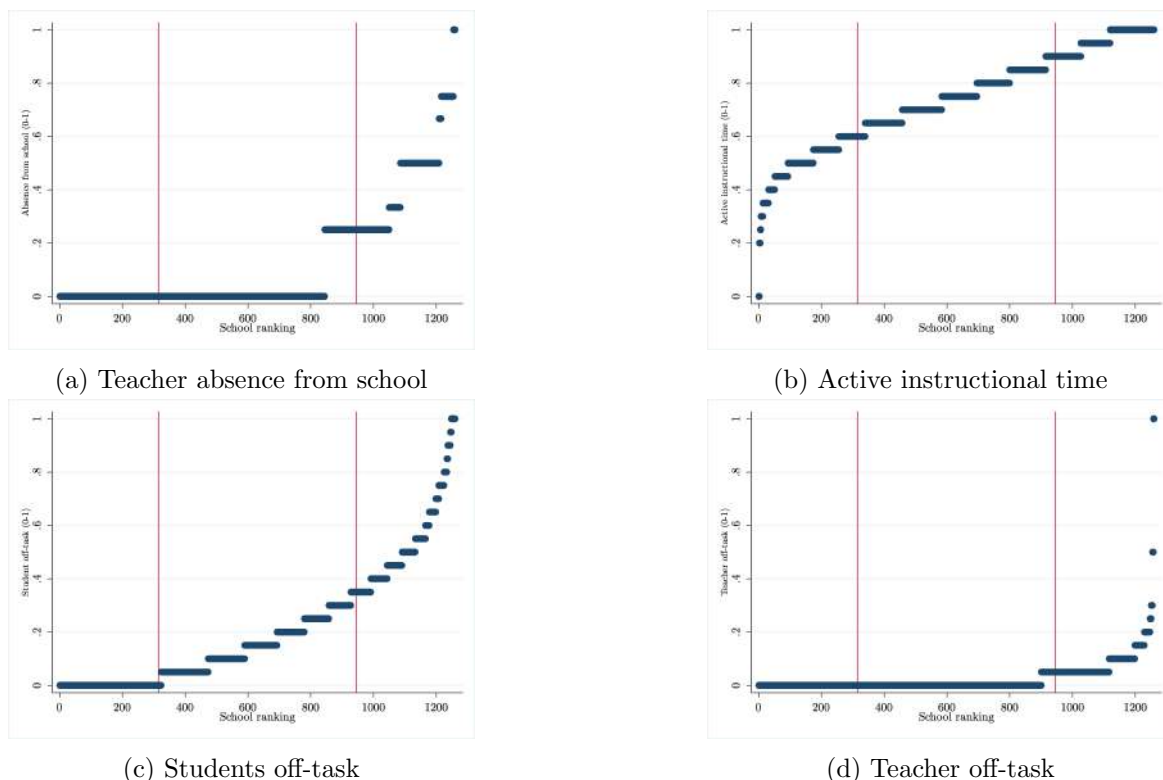 Absence from school (0-1)
0 .2 .4 .6 .8 1
0 200 400 600 800 1000 1200
School ranking
(a) Teacher absence from school
Active instructional time (0-1)
0 .2 .4 .6 .8 1
0 200 400 600 800 1000 1200
School ranking
(b) Active instructional time
Student off-task (0-1)
0 .2 .4 .6 .8 1
0 200 400 600 800 1000 1200
School ranking
(c) Students off-task
Teacher off-task (0-1)
0 .2 .4 .6 .8 1
0 200 400 600 800 1000 1200
School ranking
(d) Teacher off-task